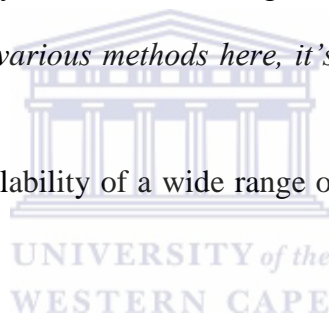 various methods here, it's
lability of a wide range o
UNIVERSITY of the
WESTERN CAPE